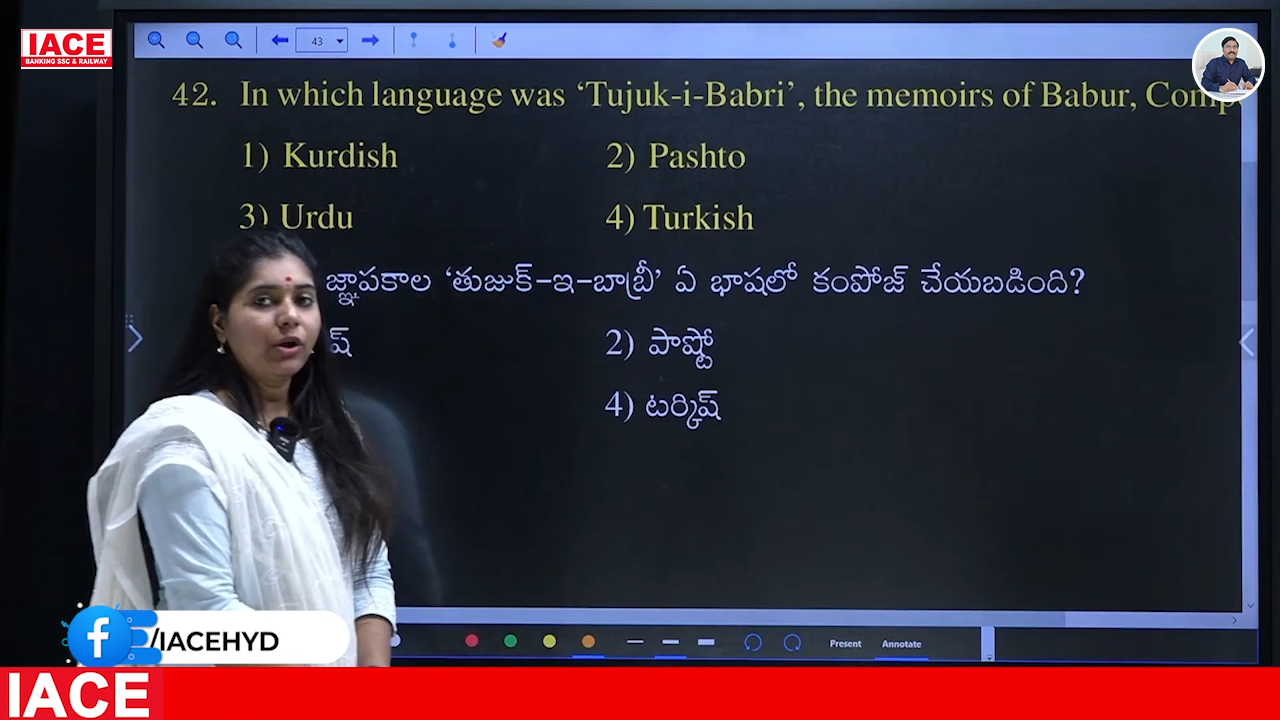 IACE
BANKING SSC & RAILWAY
43
42. In which language was ‘Tujuk-i-Babri’, the memoirs of Babur, Comp
1) Kurdish 2) Pashto
3) Urdu 4) Turkish
జ్ఞాపకాల ‘తుజుక్-ఇ-బాబ్రీ’ ఏ భాషలో కంపోజ్ చేయబడింది?
ష్ 2) పాష్టో
4) టర్కిష్
Present Annotate
f /IACEHYD
IACE